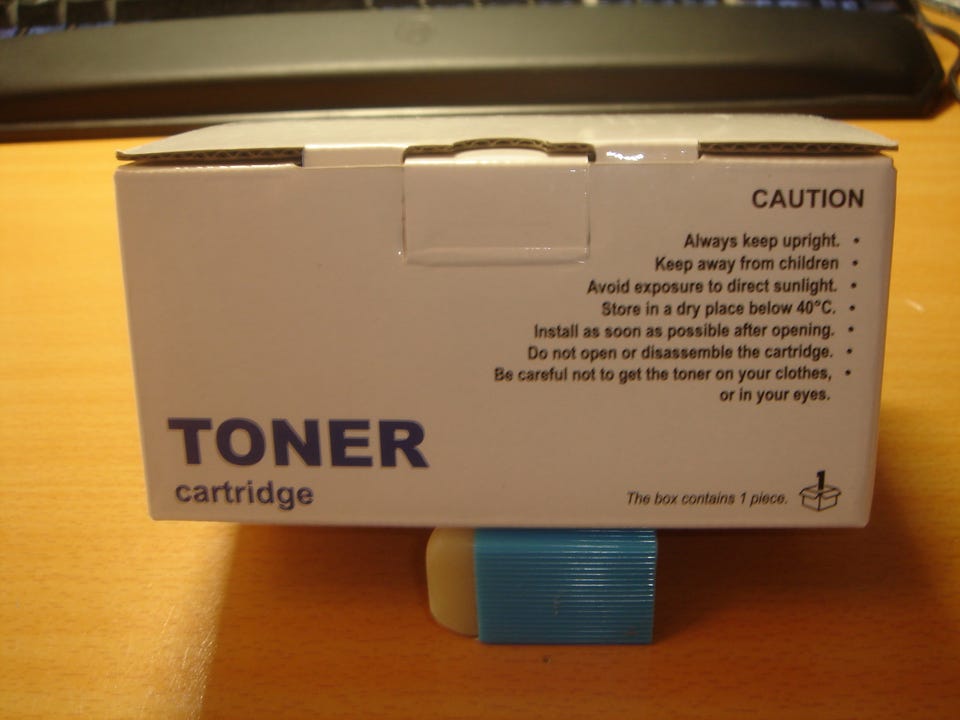 CAUTION
Always keep upright. •
Keep away from children •
Avoid exposure to direct sunlight. •
Store in a dry place below 40°C. •
Install as soon as possible after opening. •
Do not open or disassemble the cartridge. •
Be careful not to get the toner on your clothes, •
or in your eyes.
TONER
cartridge
The box contains 1 piece.
1